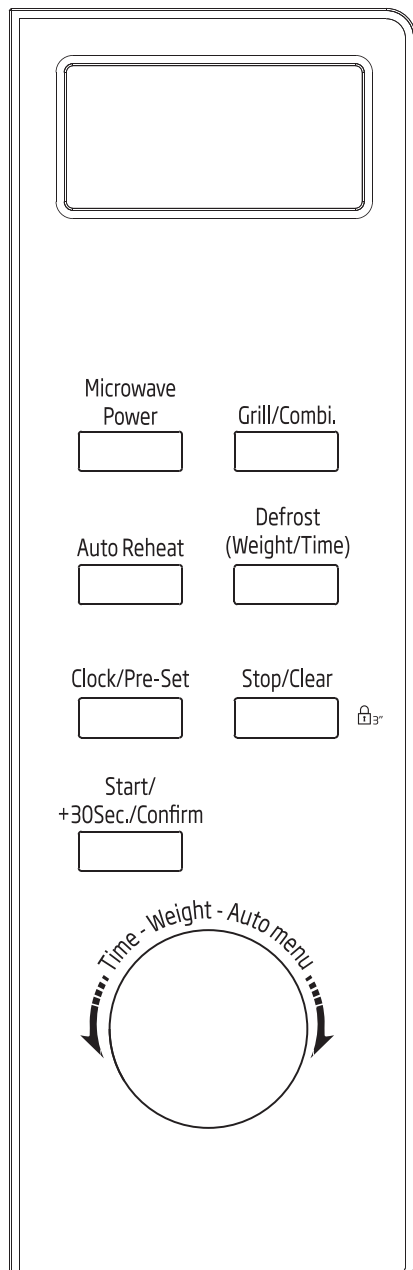 Microwave
Power
Grill/Combi.
Auto Reheat
Defrost
(Weight/Time)
Clock/Pre-Set
Stop/Clear
3"
Start/
+30Sec./Confirm
Time - Weight - Auto menu